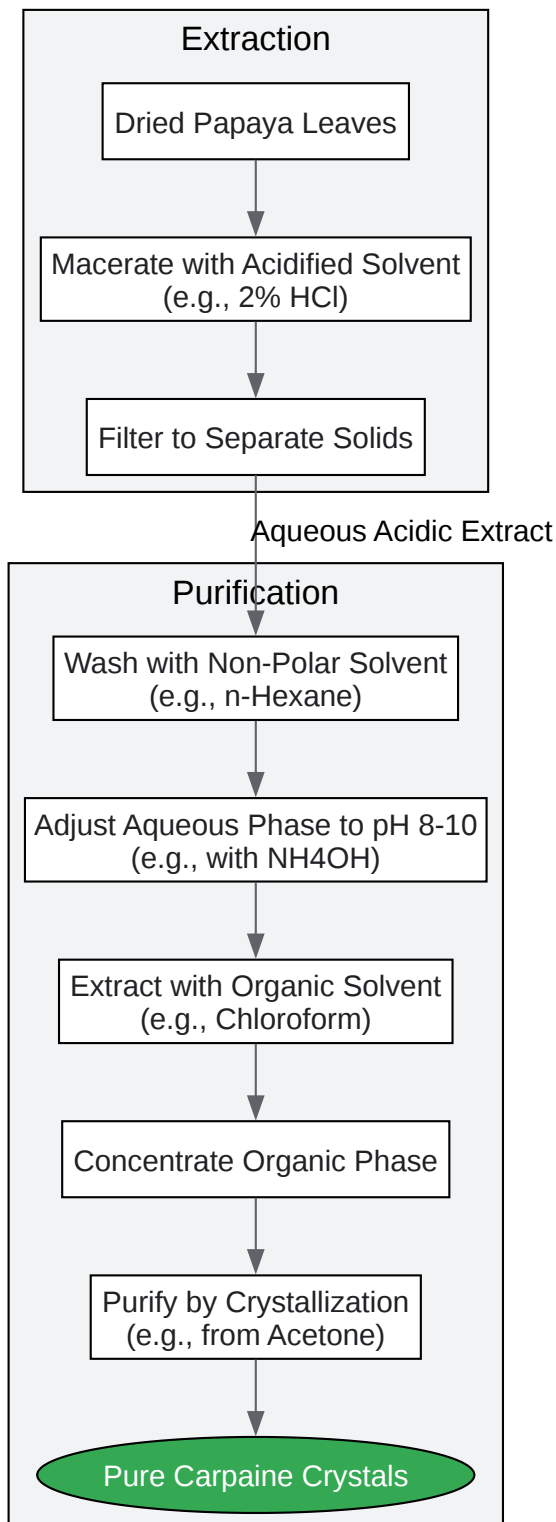 Extraction
Dried Papaya Leaves
Macerate with Acidified Solvent
(e.g., 2% HCl)
Filter to Separate Solids
Aqueous Acidic Extract
Purification
Wash with Non-Polar Solvent
(e.g., n-Hexane)
Adjust Aqueous Phase to pH 8-10
(e.g., with NH4OH)
Extract with Organic Solvent
(e.g., Chloroform)
Concentrate Organic Phase
Purify by Crystallization
(e.g., from Acetone)
Pure Carpaine Crystals